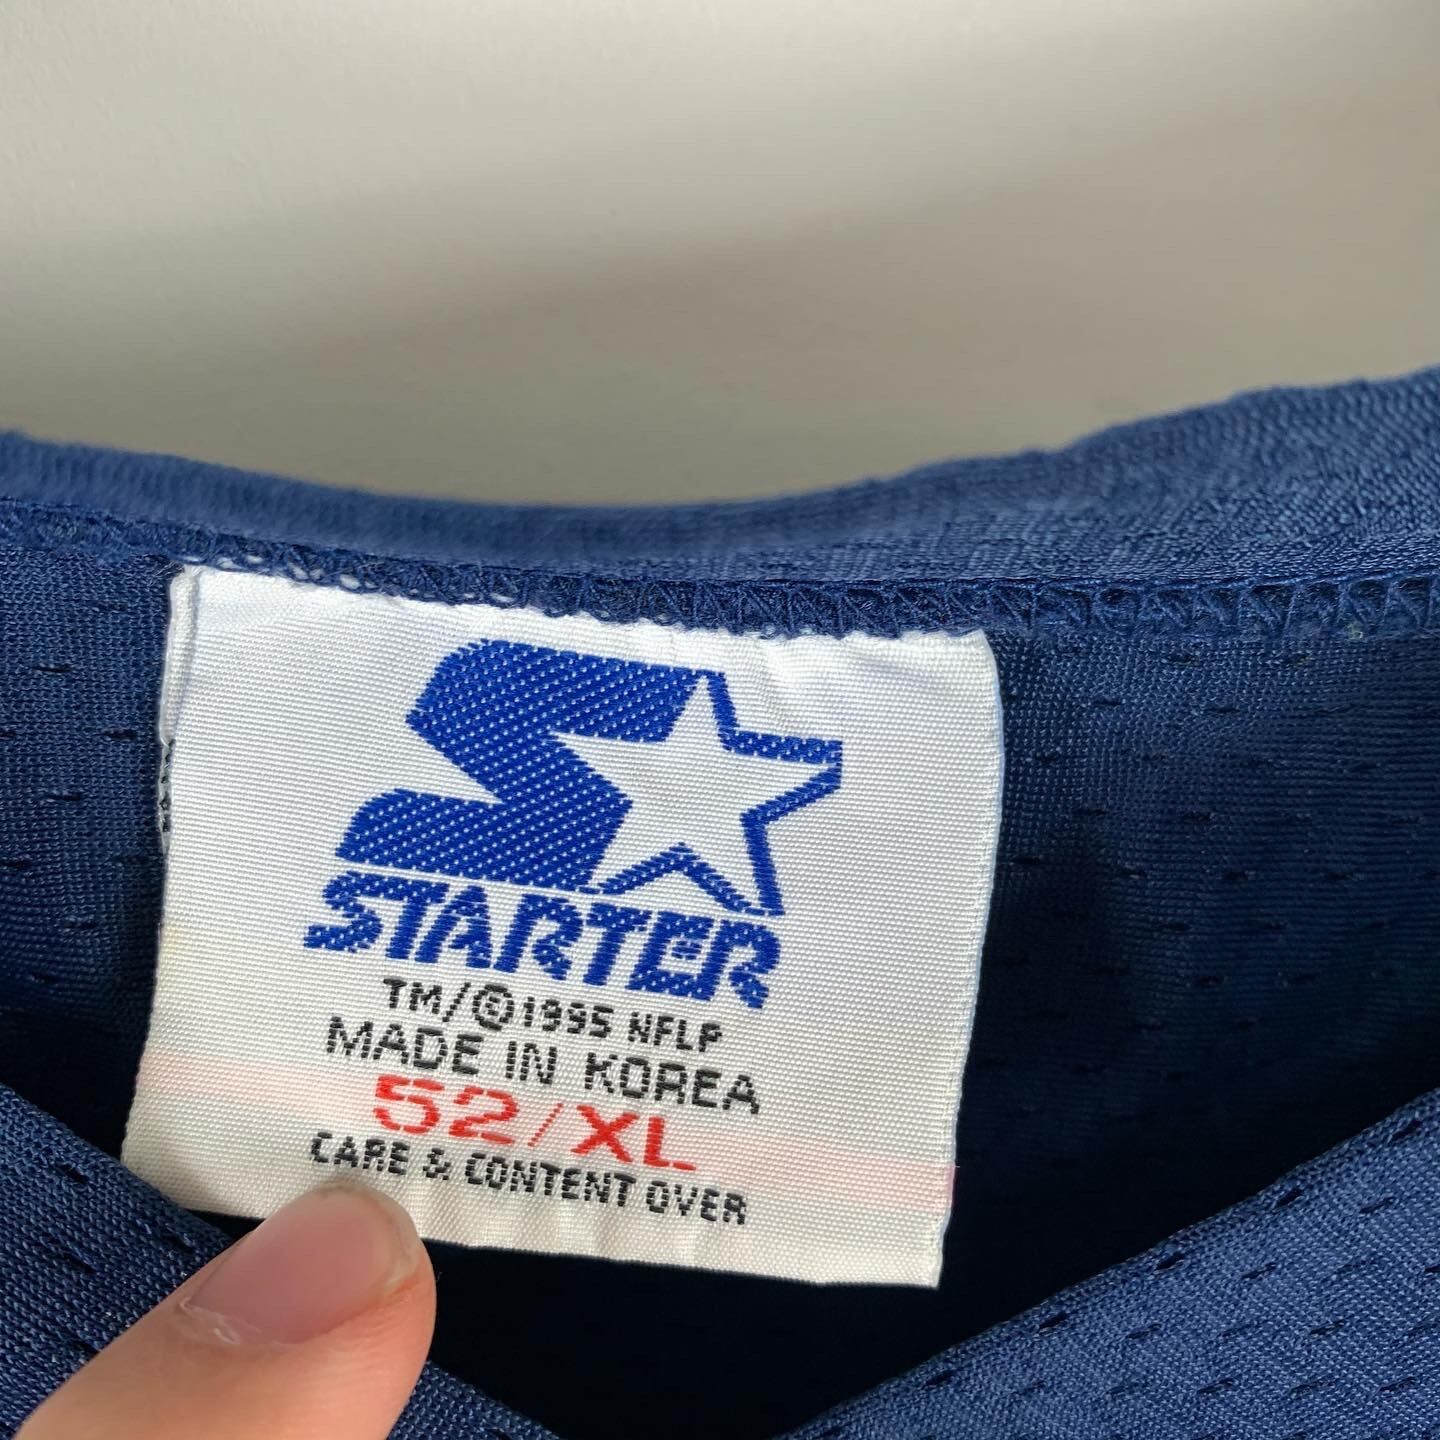 STARTER
TM/©1995 NFLP
MADE IN KOREA
52/XL
CARE & CONTENT OVER